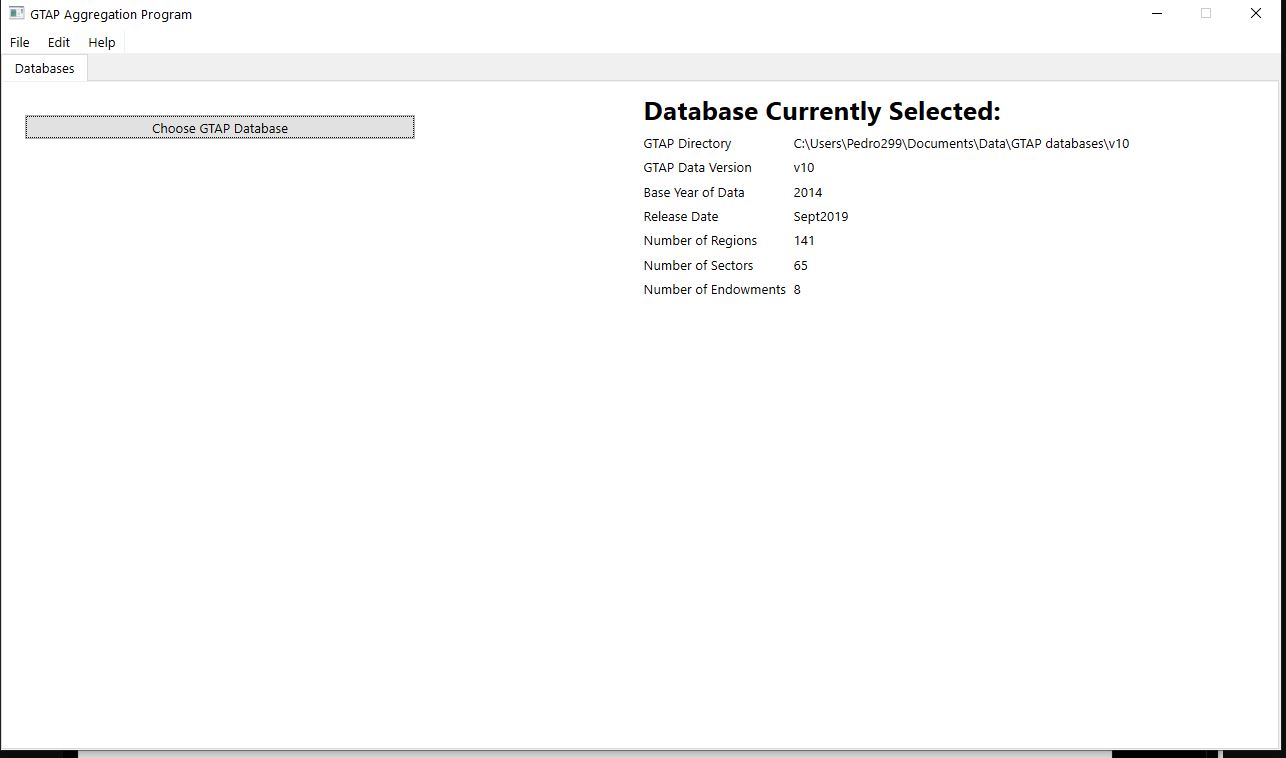 GTAP Aggregation Program
File Edit Help
Databases
Choose GTAP Database
Database Currently Selected:
GTAP Directory C:\Users\Pedro299\Documents\Data\GTAP databases\v10
GTAP Data Version v10
Base Year of Data 2014
Release Date Sept2019
Number of Regions 141
Number of Sectors 65
Number of Endowments 8